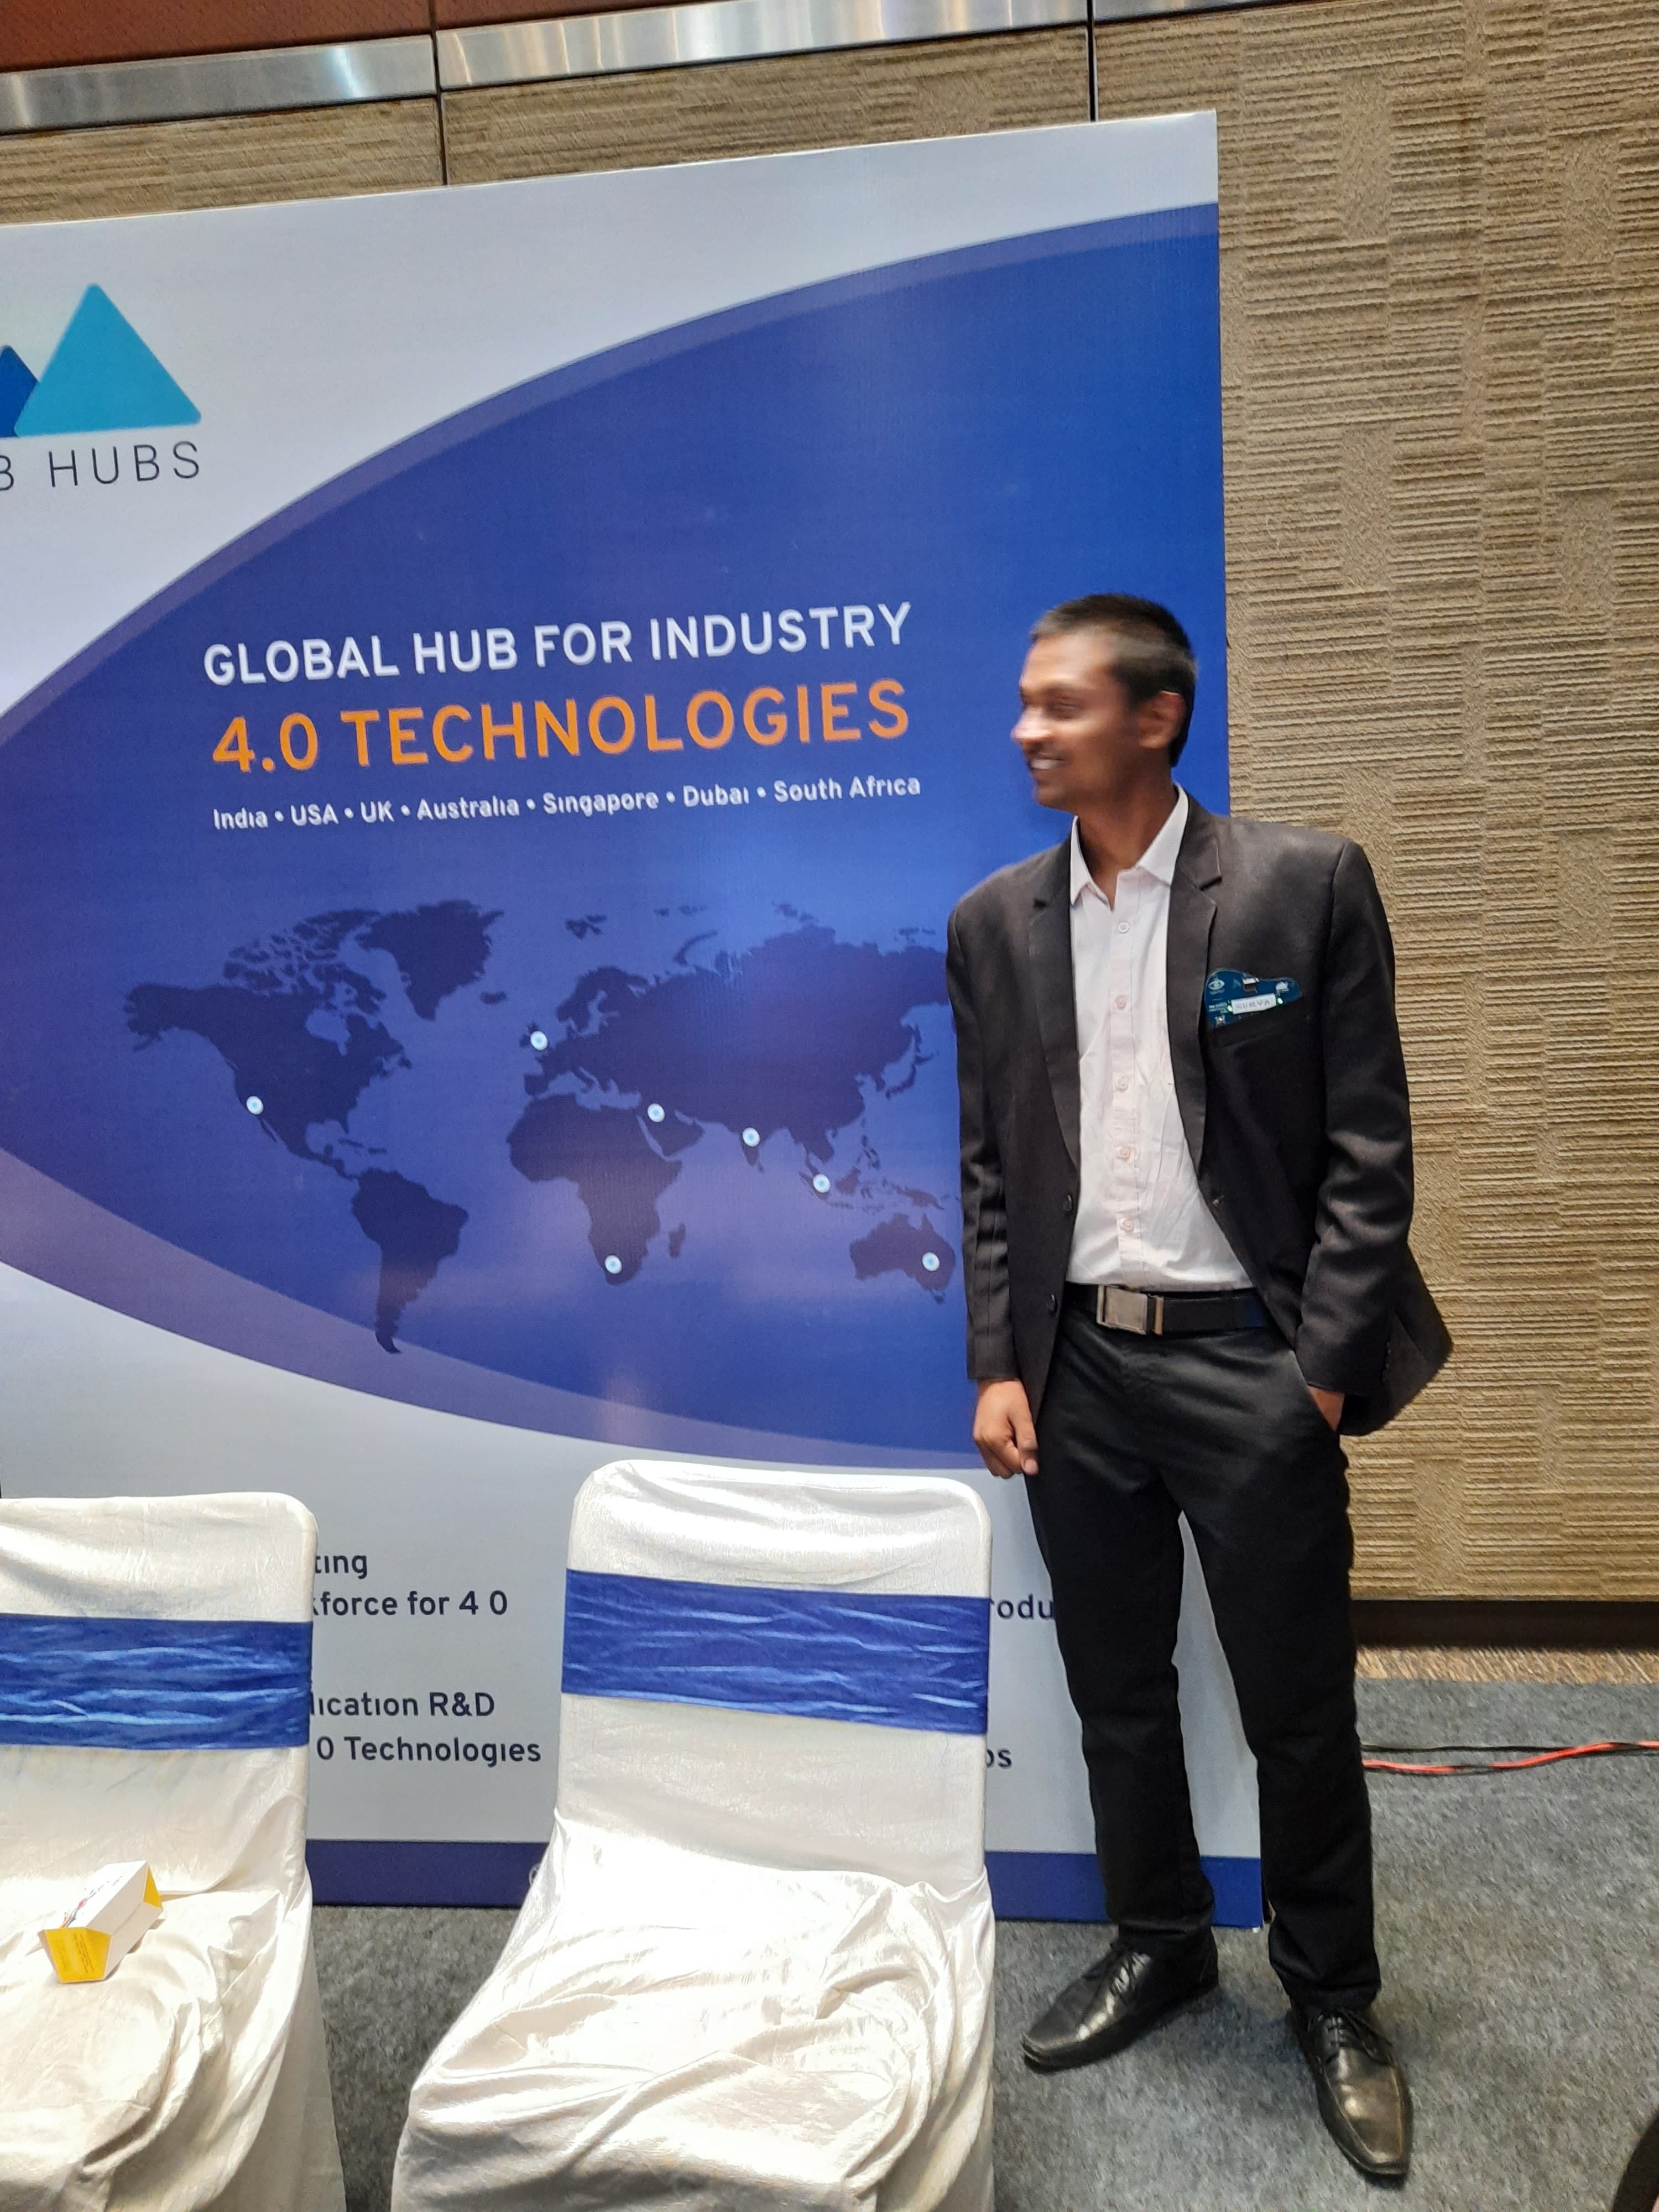 B HUBS
GLOBAL HUB FOR INDUSTRY
4.0 TECHNOLOGIES
India • USA • UK • Australia • Singapore • Dubai • South Africa
ting
kforce for 4 0
rodu
lication R&D
0 Technologies
os
SURYA